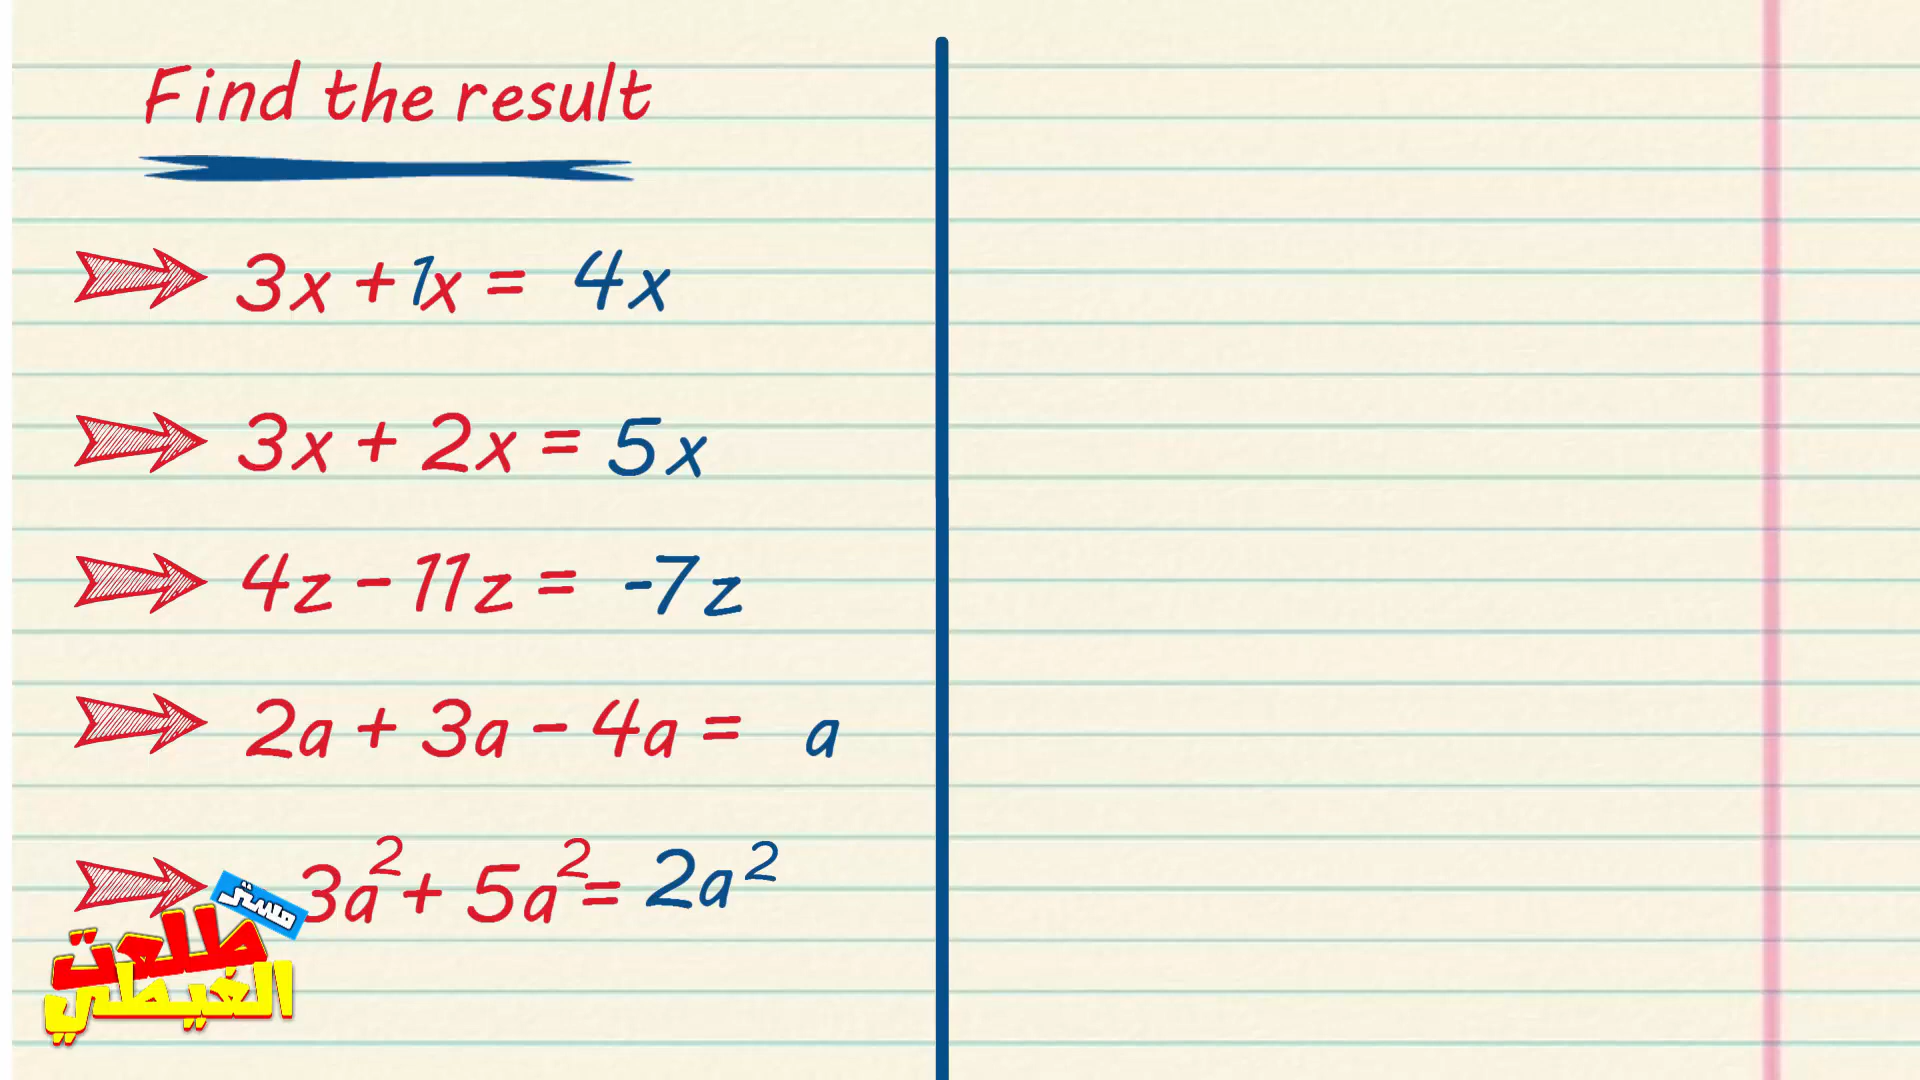 Find the result
3x + 1x = 4x
3x + 2x = 5x
4z - 11z = -7z
2a + 3a - 4a = a
3a² + 5a² = 2a²
مستر
طلعت
الغيطي